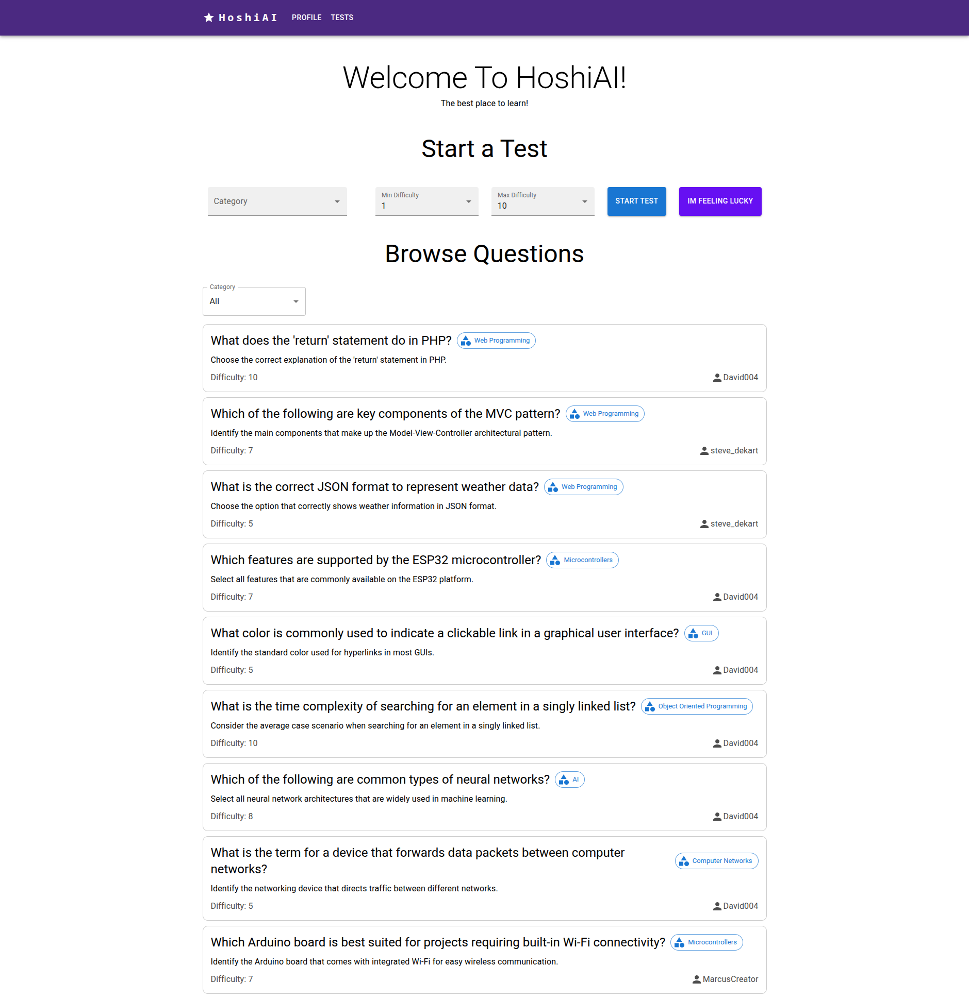 HoshiAI PROFILE TESTS
Welcome To HoshiAI!
The best place to learn!
Start a Test
Category
Min Difficulty
1
Max Difficulty
10
START TEST
IM FEELING LUCKY
Browse Questions
Category
All
What does the 'return' statement do in PHP? Web Programming
Choose the correct explanation of the 'return' statement in PHP.
Difficulty: 10 David004
Which of the following are key components of the MVC pattern? Web Programming
Identify the main components that make up the Model-View-Controller architectural pattern.
Difficulty: 7 steve_dekart
What is the correct JSON format to represent weather data? Web Programming
Choose the option that correctly shows weather information in JSON format.
Difficulty: 5 steve_dekart
Which features are supported by the ESP32 microcontroller? Microcontrollers
Select all features that are commonly available on the ESP32 platform.
Difficulty: 7 David004
What color is commonly used to indicate a clickable link in a graphical user interface? GUI
Identify the standard color used for hyperlinks in most GUIs.
Difficulty: 5 David004
What is the time complexity of searching for an element in a singly linked list? Object Oriented Programming
Consider the average case scenario when searching for an element in a singly linked list.
Difficulty: 10 David004
Which of the following are common types of neural networks? AI
Select all neural network architectures that are widely used in machine learning.
Difficulty: 8 David004
What is the term for a device that forwards data packets between computer
networks? Computer Networks
Identify the networking device that directs traffic between different networks.
Difficulty: 5 David004
Which Arduino board is best suited for projects requiring built-in Wi-Fi connectivity? Microcontrollers
Identify the Arduino board that comes with integrated Wi-Fi for easy wireless communication.
Difficulty: 7 MarcusCreator